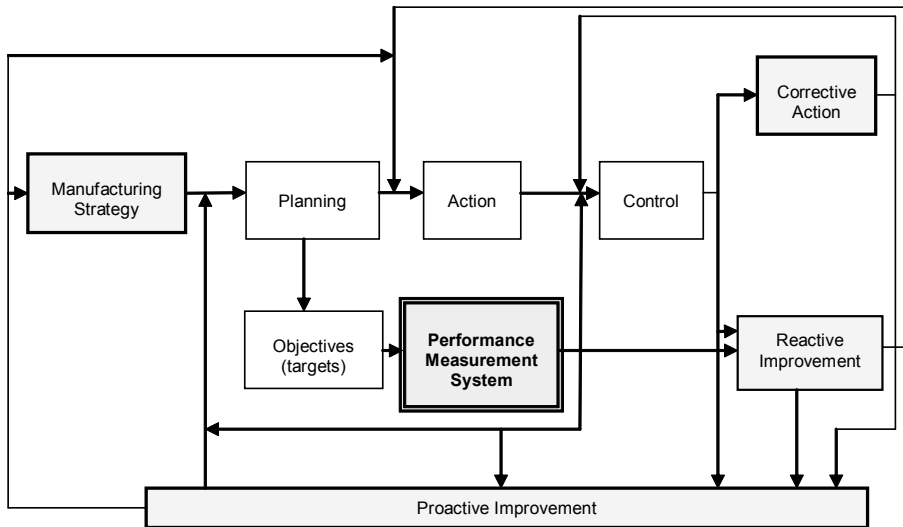 Corrective
Action
Manufacturing
Strategy
Planning
Action
Control
Objectives
(targets)
Performance
Measurement
System
Reactive
Improvement
Proactive Improvement